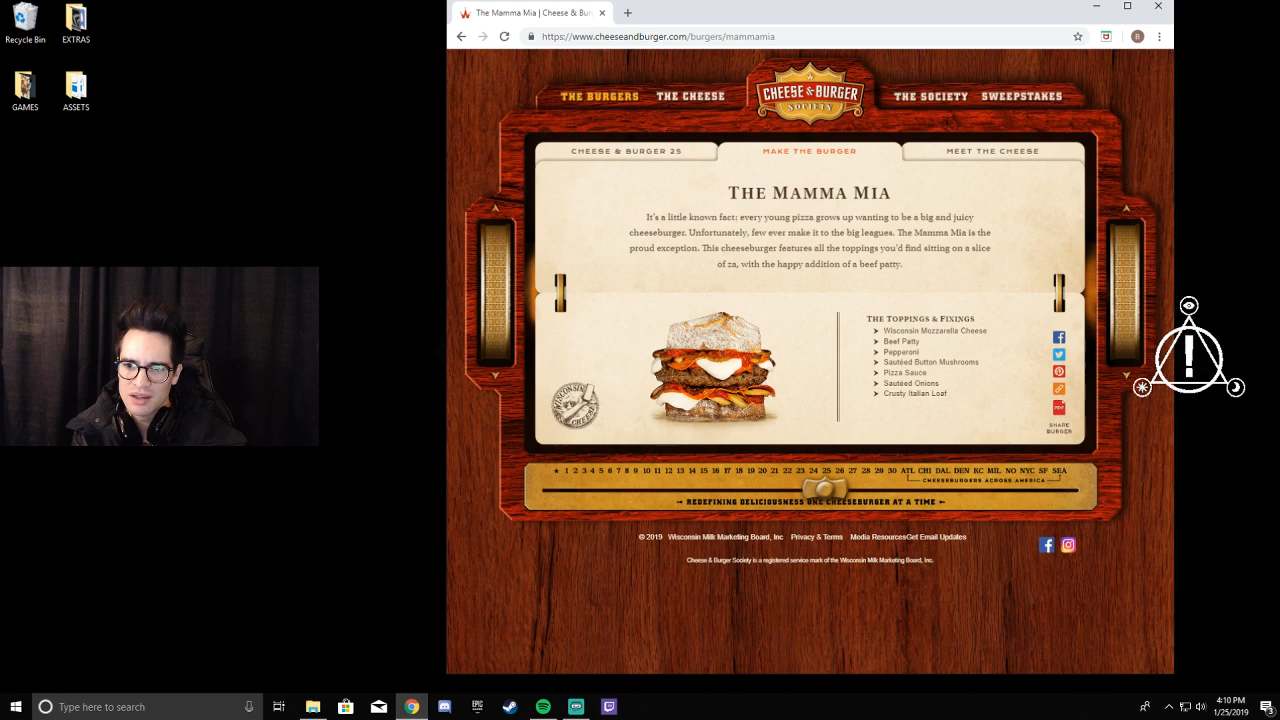 Recycle Bin
EXTRAS
GAMES
ASSETS
The Mamma Mia | Cheese & Bur
https://www.cheeseandburger.com/burgers/mammamia
B
THE BURGERS
THE CHEESE
CHEESE & BURGER
SOCIETY
THE SOCIETY
SWEEPSTAKES
CHEESE & BURGER 25
MAKE THE BURGER
MEET THE CHEESE
The Mamma Mia
It's a little known fact: every young pizza grows up wanting to be a big and juicy
cheeseburger. Unfortunately, few ever make it to the big leagues. The Mamma Mia is the
proud exception. This cheeseburger features all the toppings you'd find sitting on a slice
of za, with the happy addition of a beef patty.
The Toppings & Fixings
Wisconsin Mozzarella Cheese
Beef Patty
Pepperoni
Sautéed Button Mushrooms
Pizza Sauce
Sautéed Onions
Crusty Italian Loaf
WISCONSIN
CHEESE
PDF
SHARE
BURGER
★ 1 2 3 4 5 6 7 8 9 10 11 12 13 14 15 16 17 18 19 20 21 22 23 24 25 26 27 28 29 30 ATL CHI DAL DEN KC MIL NO NYC SF SEA
CHEESEBURGERS ACROSS AMERICA
REDEFINING DELICIOUSNESS ONE CHEESEBURGER AT A TIME
© 2019 Wisconsin Milk Marketing Board, Inc Privacy & Terms Media ResourcesGet Email Updates
Cheese & Burger Society is a registered service mark of the Wisconsin Milk Marketing Board, Inc.
Type here to search
EPIC
4:10 PM
1/25/2019
3